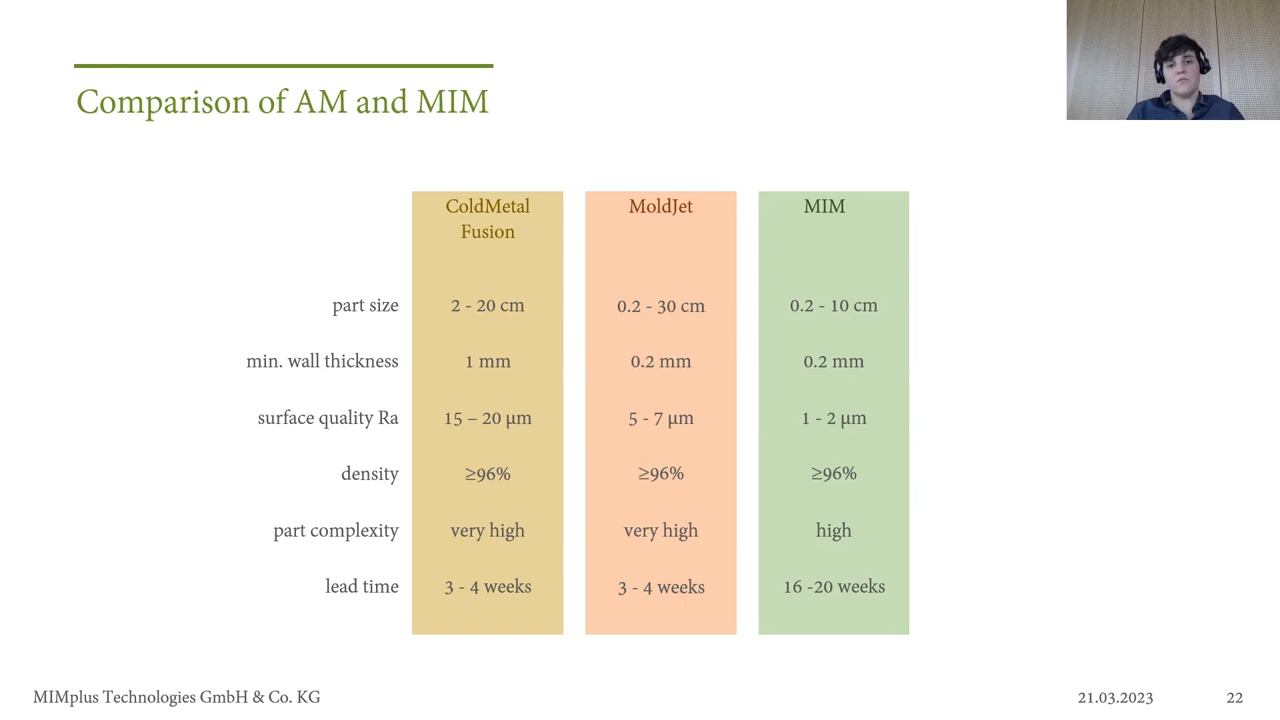 Comparison of AM and MIM
ColdMetal Fusion
MoldJet
MIM
part size 2 - 20 cm 0.2 - 30 cm 0.2 - 10 cm
min. wall thickness 1 mm 0.2 mm 0.2 mm
surface quality Ra 15 – 20 μm 5 - 7 μm 1 - 2 μm
density ≥96% ≥96% ≥96%
part complexity very high very high high
lead time 3 - 4 weeks 3 - 4 weeks 16 -20 weeks
MIMplus Technologies GmbH & Co. KG 21.03.2023 22